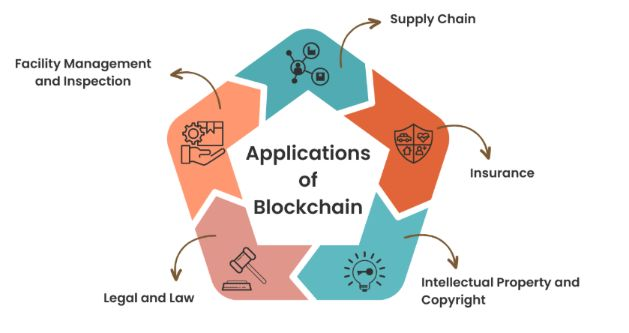 Supply Chain
Facility Management
and Inspection
Applications
of
Blockchain
Insurance
Intellectual Property and
Copyright
Legal and Law